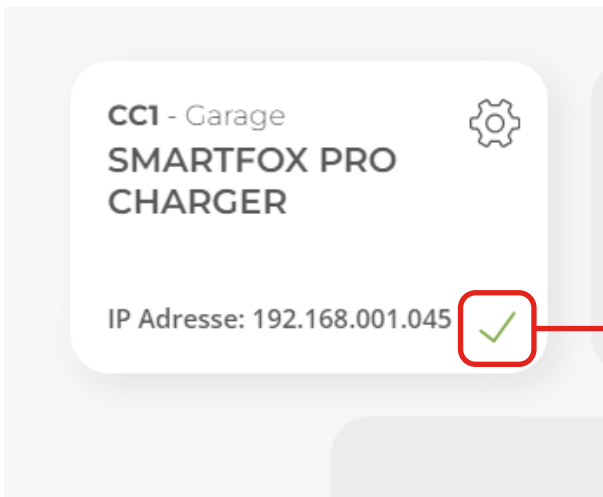 CC1 - Garage
SMARTFOX PRO
CHARGER
IP Adresse: 192.168.001.045